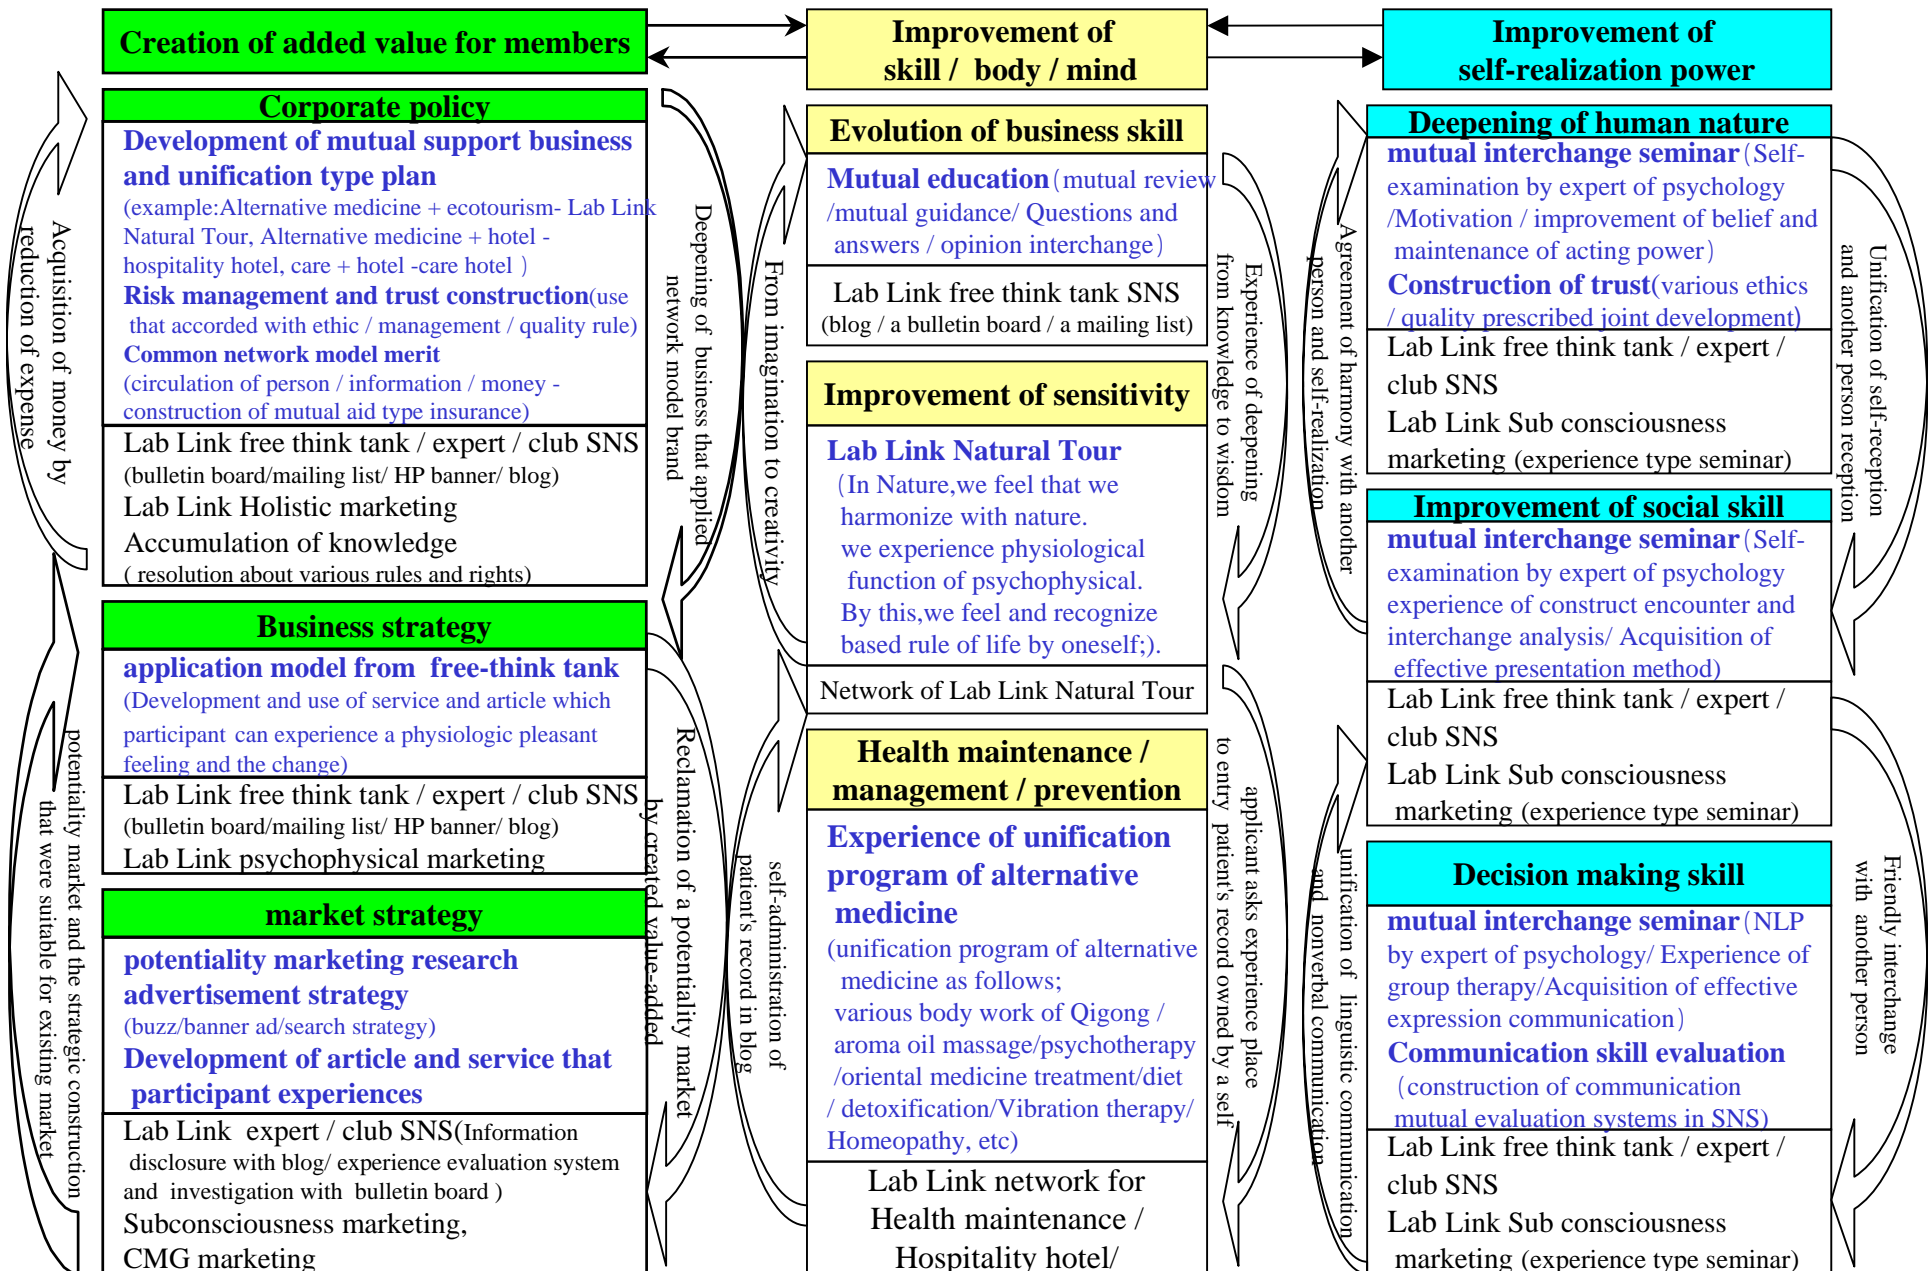 Creation of added value for members
Improvement of
skill / body / mind
Improvement of
self-realization power
Corporate policy
Development of mutual support business
and unification type plan
(example:Alternative medicine + ecotourism- Lab Link
Natural Tour, Alternative medicine + hotel -
hospitality hotel, care + hotel -care hotel )
Risk management and trust construction(use
that accorded with ethic / management / quality rule)
Common network model merit
(circulation of person / information / money -
construction of mutual aid type insurance)
Lab Link free think tank / expert / club SNS
(bulletin board/mailing list/ HP banner/ blog)
Lab Link Holistic marketing
Accumulation of knowledge
( resolution about various rules and rights)
Business strategy
application model from free-think tank
(Development and use of service and article which
participant can experience a physiologic pleasant
feeling and the change)
Lab Link free think tank / expert / club SNS
(bulletin board/mailing list/ HP banner/ blog)
Lab Link psychophysical marketing
market strategy
potentiality marketing research
advertisement strategy
(buzz/banner ad/search strategy)
Development of article and service that
participant experiences
Lab Link expert / club SNS(Information
disclosure with blog/ experience evaluation system
and investigation with bulletin board )
Subconsciousness marketing,
CMG marketing
Acquisition of money by
reduction of expense
potentiality market and the strategic construction
that were suitable for existing market
Deepening of business that applied
network model brand
Reclamation of a potentiality market
by created value-added
Evolution of business skill
Mutual education(mutual review
/mutual guidance/ Questions and
answers / opinion interchange)
Lab Link free think tank SNS
(blog / a bulletin board / a mailing list)
Improvement of sensitivity
Lab Link Natural Tour
(In Nature,we feel that we
harmonize with nature.
we experience physiological
function of psychophysical.
By this,we feel and recognize
based rule of life by oneself;).
Network of Lab Link Natural Tour
Health maintenance /
management / prevention
Experience of unification
program of alternative
medicine
(unification program of alternative
medicine as follows;
various body work of Qigong /
aroma oil massage/psychotherapy
/oriental medicine treatment/diet
/ detoxification/Vibration therapy/
Homeopathy, etc)
Lab Link network for
Health maintenance /
Hospitality hotel/
From imagination to creativity
self-administration of
patient's record in blog
Experience of deepening
from knowledge to wisdom
applicant asks experience place
to entry patient's record owned by a self
Deepening of human nature
mutual interchange seminar(Self-
examination by expert of psychology
/Motivation / improvement of belief and
maintenance of acting power)
Construction of trust(various ethics
/ quality prescribed joint development)
Lab Link free think tank / expert /
club SNS
Lab Link Sub consciousness
marketing (experience type seminar)
Improvement of social skill
mutual interchange seminar(Self-
examination by expert of psychology
experience of construct encounter and
interchange analysis/ Acquisition of
effective presentation method)
Lab Link free think tank / expert /
club SNS
Lab Link Sub consciousness
marketing (experience type seminar)
Decision making skill
mutual interchange seminar(NLP
by expert of psychology/ Experience of
group therapy/Acquisition of effective
expression communication)
Communication skill evaluation
(construction of communication
mutual evaluation systems in SNS)
Lab Link free think tank / expert /
club SNS
Lab Link Sub consciousness
marketing (experience type seminar)
Agreement of harmony with another
person and self-realization
unification of linguistic communication
and nonverbal communication
Unification of self-reception
and another person reception
Friendly interchange
with another person